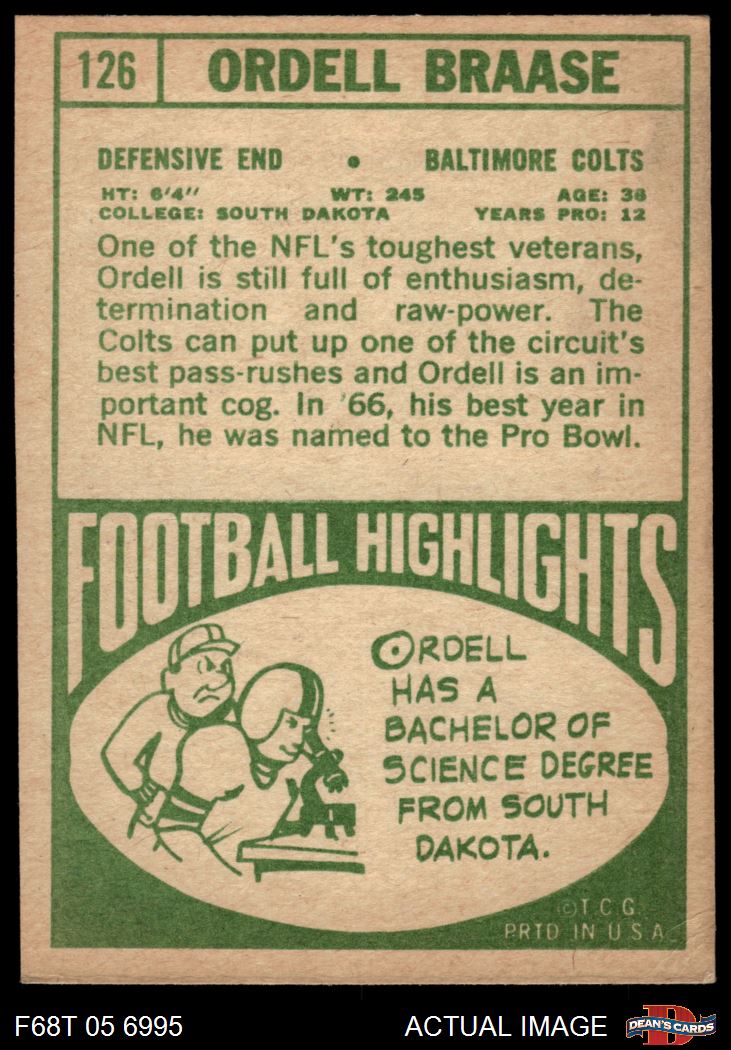 126 ORDELL BRAASE
DEFENSIVE END • BALTIMORE COLTS
HT: 6'4" WT: 245 AGE: 36
COLLEGE: SOUTH DAKOTA YEARS PRO: 12
One of the NFL's toughest veterans,
Ordell is still full of enthusiasm, de-
termination and raw-power. The
Colts can put up one of the circuit's
best pass-rushes and Ordell is an im-
portant cog. In '66, his best year in
NFL, he was named to the Pro Bowl.
FOOTBALL HIGHLIGHTS
ORDELL
HAS A
BACHELOR OF
SCIENCE DEGREE
FROM SOUTH
DAKOTA.
©T.C.G.
PRTD IN U.S.A.
F68T 05 6995 ACTUAL IMAGE DEAN'S CARDS